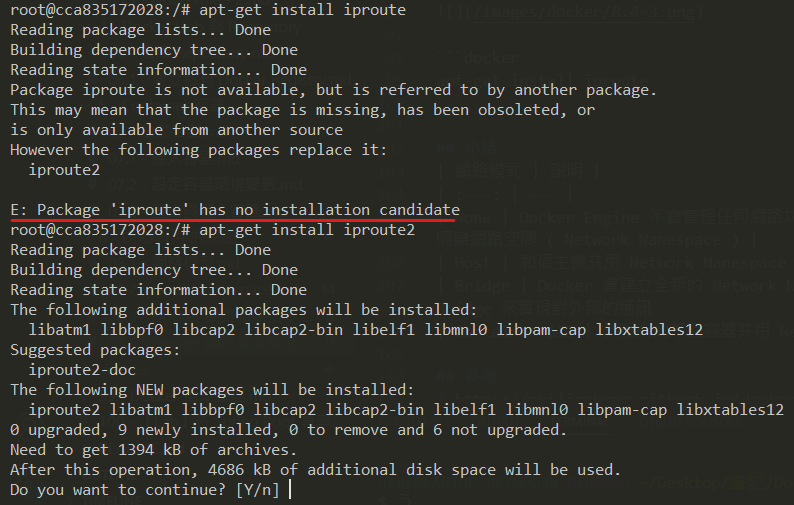 root@cca835172028:/# apt-get install iproute
Reading package lists... Done
Building dependency tree... Done
Reading state information... Done
Package iproute is not available, but is referred to by another package.
This may mean that the package is missing, has been obsoleted, or
is only available from another source
However the following packages replace it:
  iproute2

E: Package 'iproute' has no installation candidate
root@cca835172028:/# apt-get install iproute2
Reading package lists... Done
Building dependency tree... Done
Reading state information... Done
The following additional packages will be installed:
  libatm1 libbpf0 libcap2 libcap2-bin libelf1 libmnl0 libpam-cap libxtables12
Suggested packages:
  iproute2-doc
The following NEW packages will be installed:
  iproute2 libatm1 libbpf0 libcap2 libcap2-bin libelf1 libmnl0 libpam-cap libxtables12
0 upgraded, 9 newly installed, 0 to remove and 6 not upgraded.
Need to get 1394 kB of archives.
After this operation, 4686 kB of additional disk space will be used.
Do you want to continue? [Y/n]